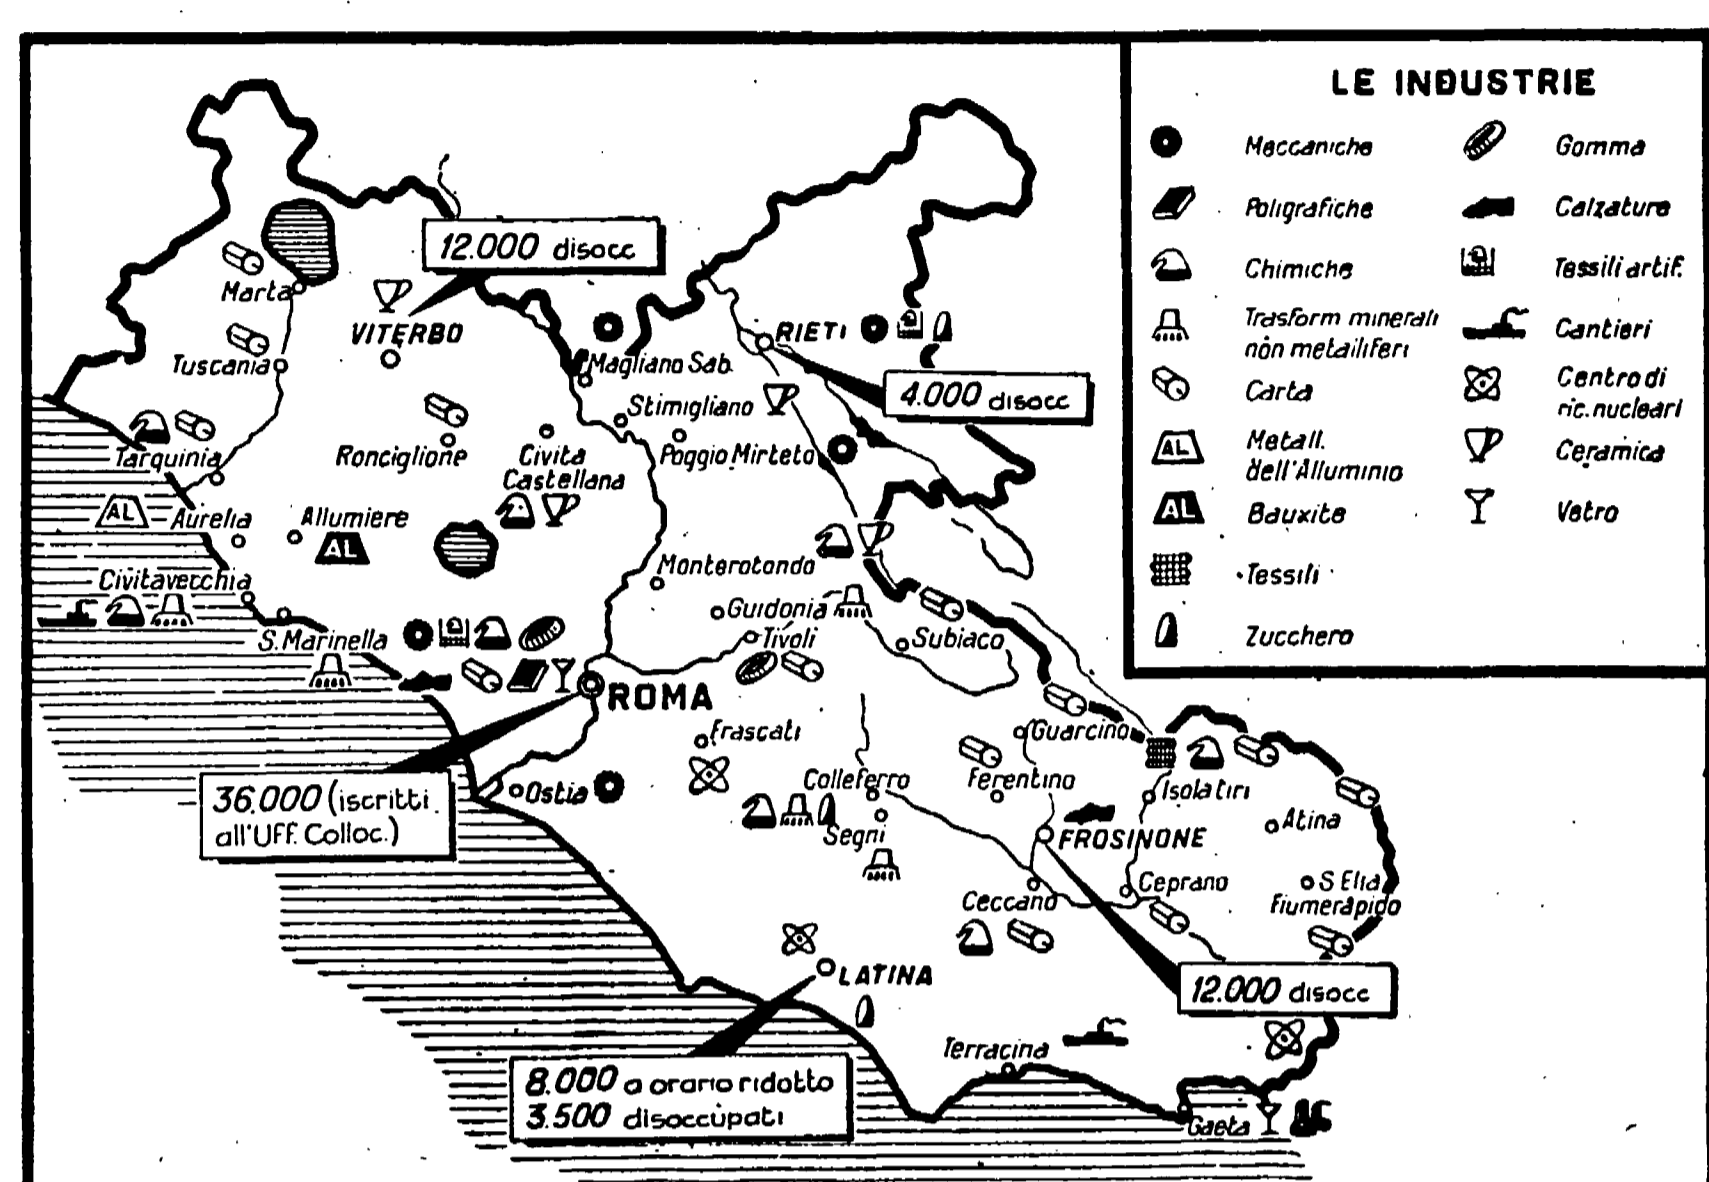 LE INDUSTRIE
Meccaniche
Poligrafiche
Chimiche
Trasform minerali
non metalliferi
Carta
Metall.
dell'Alluminio
Bauxite
Tessili
Zucchero
Gomma
Calzature
Tessili artif.
Cantieri
Centro di
ric. nucleari
Ceramica
Vetro
AL
AL
12.000 disocc
Marta
VITERBO
Tuscania
RIETI
Magliano Sab.
4.000 disocc
Stimigliano
Tarquinia
Ronciglione
Civita
Castellana
Poggio Mirteto
AL
Aurelia
Allumiere
AL
Monterotondo
Civitavecchia
Guidonia
S. Marinella
Tivoli
Subiaco
ROMA
Frascati
Guarcino
36.000 (iscritti
all'Uff. Colloc.)
Ostia
Colleferro
Ferentino
Isola liri
Segni
FROSINONE
Atina
Ceccano
Ceprano
S Elia
Fiumerapido
LATINA
12.000 disocc
Terracina
8.000 a orario ridotto
3.500 disoccupati
Gaeta